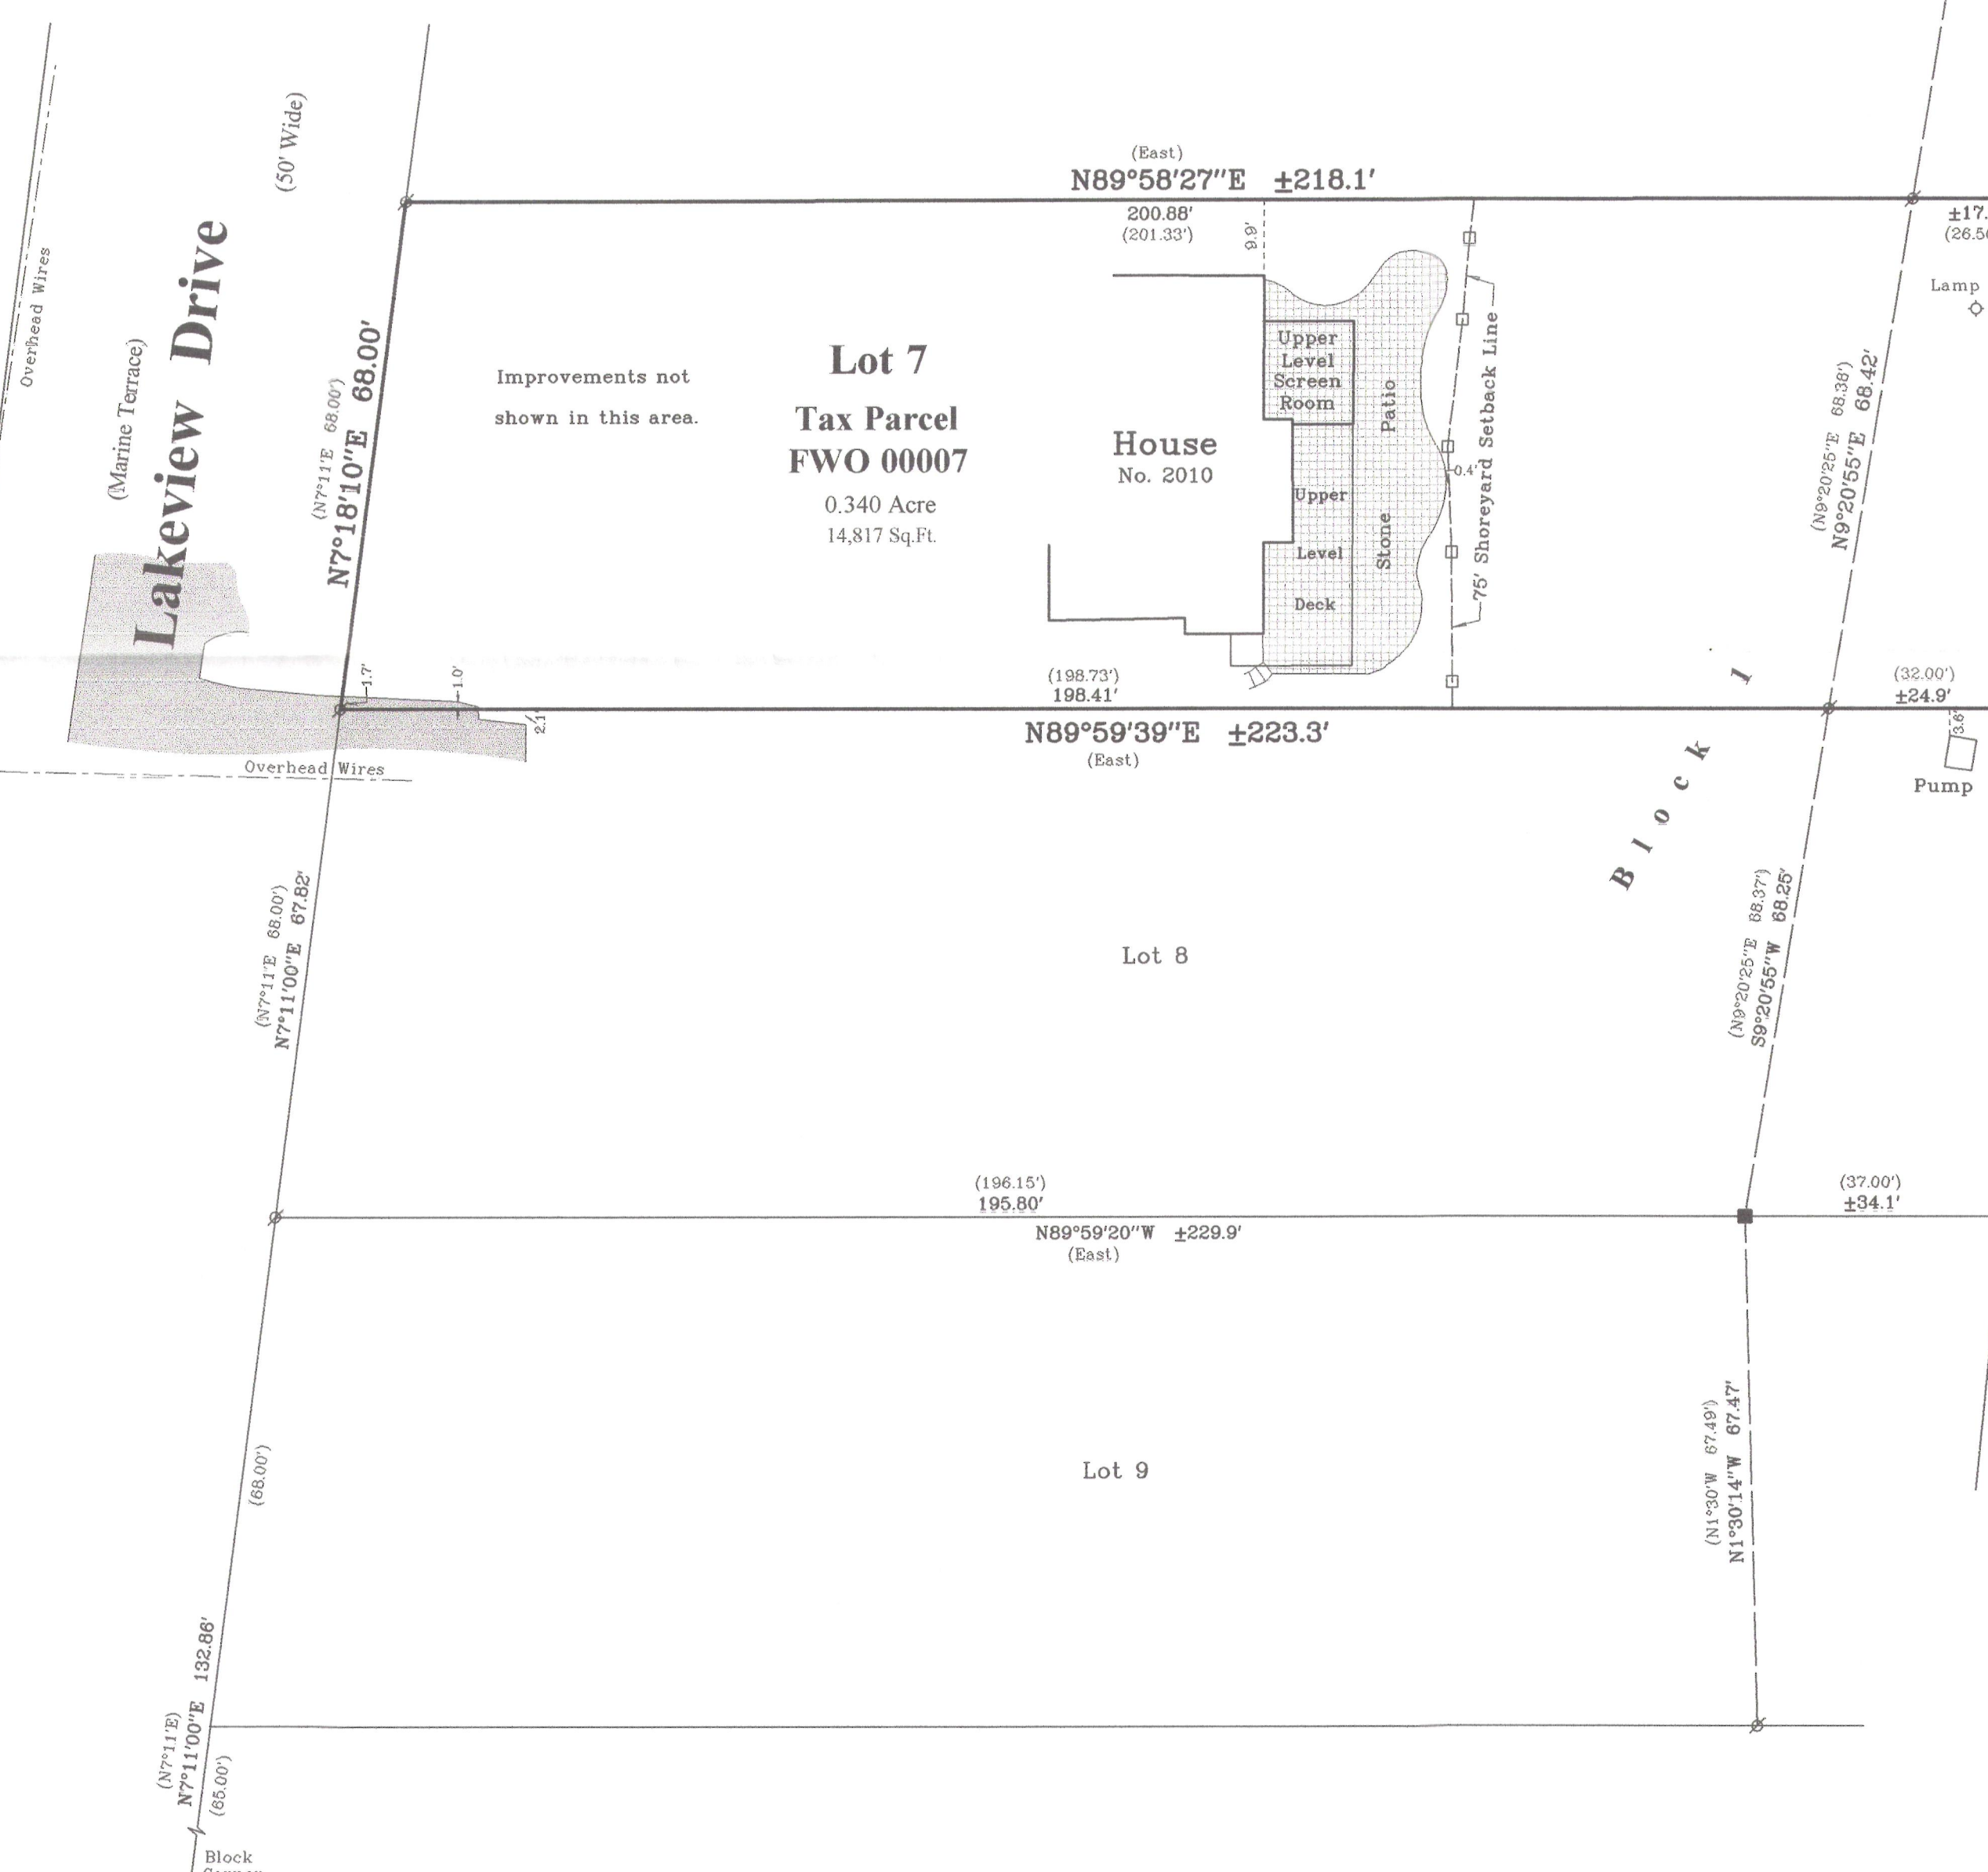 (East)
N89°58'27"E ±218.1'
200.88'
(201.33')
9.9'
±17.
(26.5
Lamp
(50' Wide)
Lakeview Drive
(Marine Terrace)
Overhead Wires
(N7°11'E 68.00')
N7°18'10"E 68.00'
Improvements not
shown in this area.
Lot 7
Tax Parcel
FWO 00007
0.340 Acre
14,817 Sq.Ft.
House
No. 2010
Upper
Level
Screen
Room
Upper
Level
Deck
Stone Patio
0.4'
75' Shoreyard Setback Line
(N9°20'25"E 68.38')
N9°20'55"E 68.42'
1.7'
1.0'
2.1'
(198.73')
198.41'
N89°59'39"E ±223.3'
(East)
(32.00')
±24.9'
3.6'
Pump
Overhead Wires
Block 1
(N7°11'E 68.00')
N7°11'00"E 67.82'
Lot 8
(N9°20'25"E 68.37')
S9°20'55"W 68.25'
(196.15')
195.80'
N89°59'20"W ±229.9'
(East)
(37.00')
±34.1'
(68.00')
Lot 9
(N1°30'W 67.49')
N1°30'14"W 67.47'
(N7°11'E)
N7°11'00"E 132.86'
(65.00')
Block